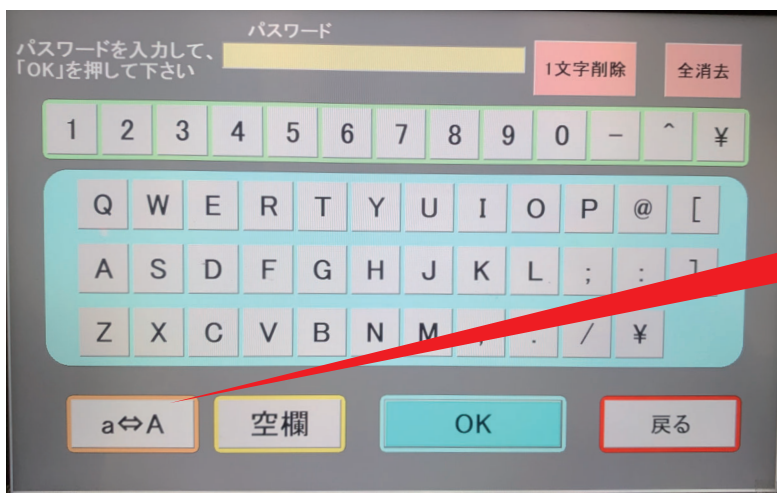 パスワード
パスワードを入力して、
「OK」を押して下さい
1文字削除 全消去
1 2 3 4 5 6 7 8 9 0 - ^ ¥
Q W E R T Y U I O P @ [
A S D F G H J K L ; : ]
Z X C V B N M , . / ¥
a⇔A 空欄 OK 戻る